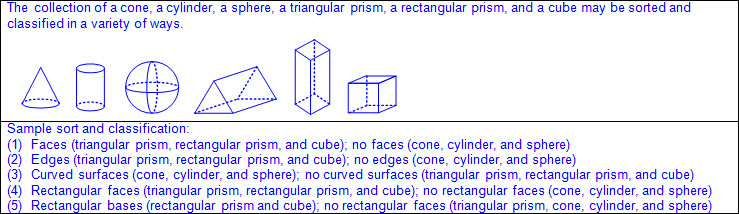 The collection of a cone, a cylinder, a sphere, a triangular prism, a rectangular prism, and a cube may be sorted and
classified in a variety of ways.
Sample sort and classification:
(1) Faces (triangular prism, rectangular prism, and cube); no faces (cone, cylinder, and sphere)
(2) Edges (triangular prism, rectangular prism, and cube); no edges (cone, cylinder, and sphere)
(3) Curved surfaces (cone, cylinder, and sphere); no curved surfaces (triangular prism, rectangular prism, and cube)
(4) Rectangular faces (triangular prism, rectangular prism, and cube); no rectangular faces (cone, cylinder, and sphere)
(5) Rectangular bases (rectangular prism and cube); no rectangular faces (triangular prism, cone, cylinder, and sphere)